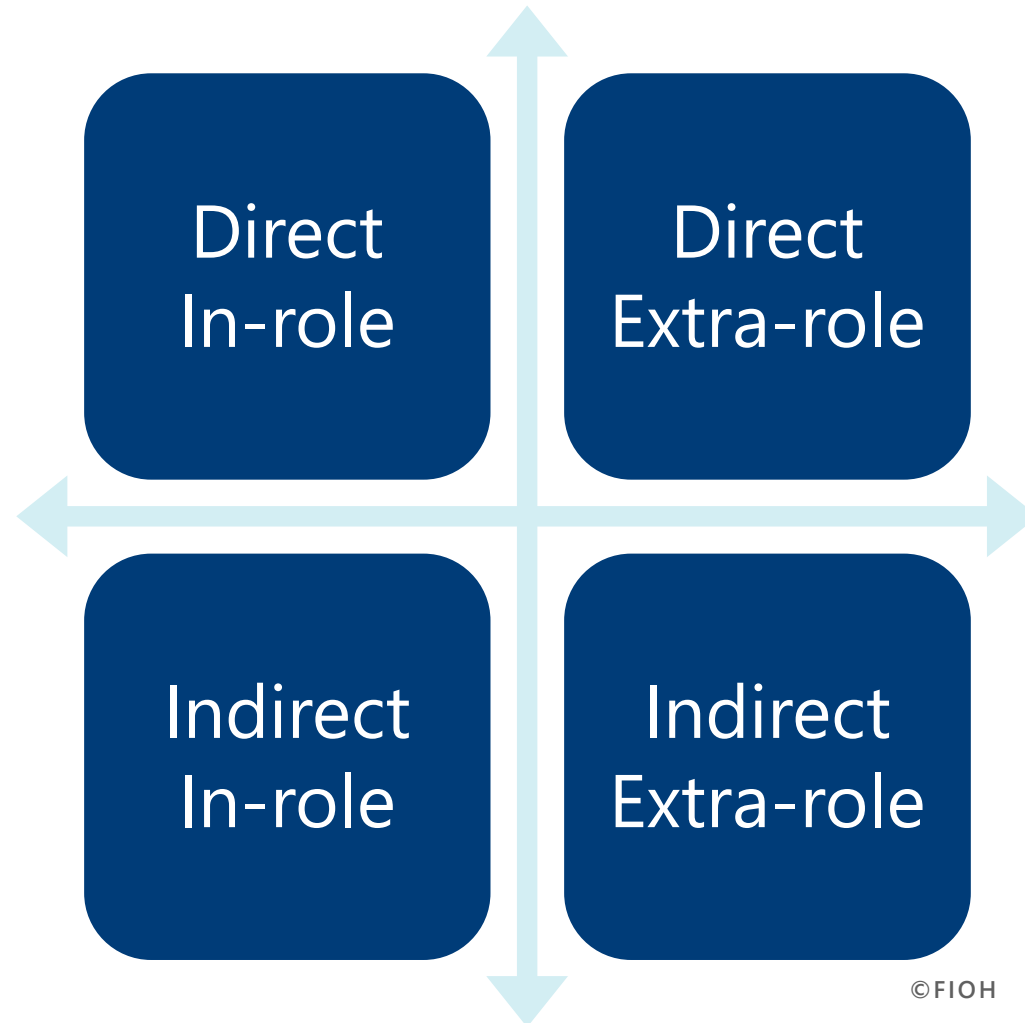 Direct
In-role
Direct
Extra-role
Indirect
In-role
Indirect
Extra-role
©FIOH